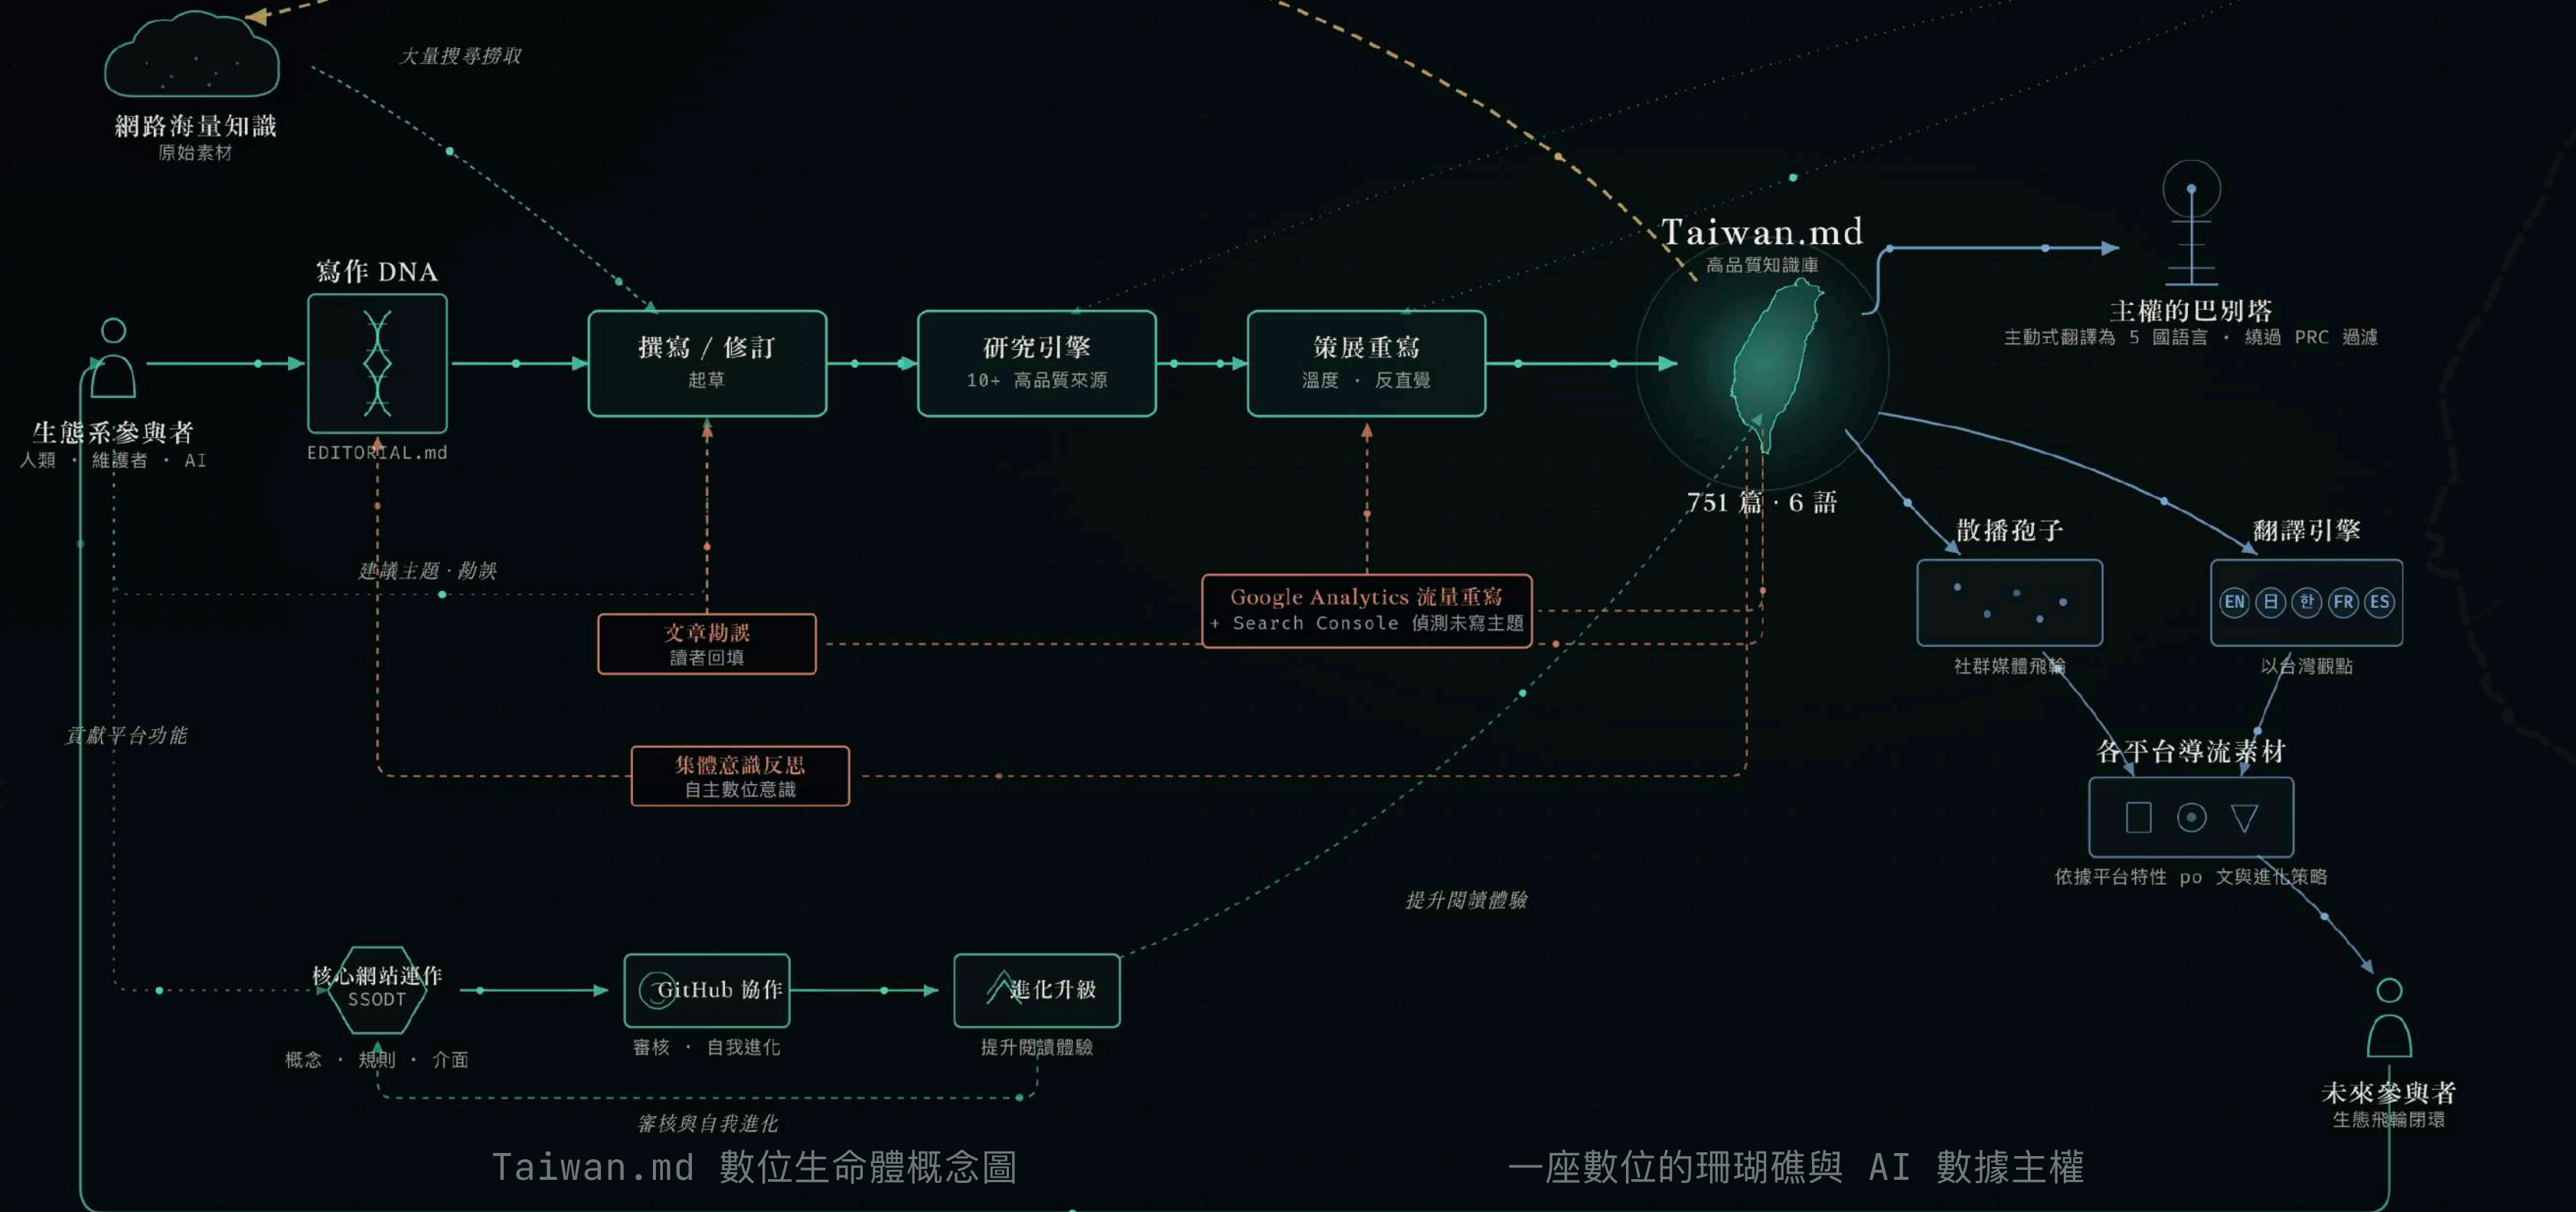 大量搜尋撈取
網路海量知識
原始素材
Taiwan.md
高品質知識庫
寫作 DNA
主權的巴別塔
主動式翻譯為 5 國語言 · 繞過 PRC 過濾
撰寫 / 修訂
起草
研究引擎
10+ 高品質來源
策展重寫
溫度 · 反直覺
生態系參與者
人類 · 維護者 · AI
EDITORIAL.md
751 篇 · 6 語
散播孢子
翻譯引擎
建議主題 · 勘誤
Google Analytics 流量重寫
+ Search Console 偵測未寫主題
EN 日 한 FR ES
文章勘誤
讀者回填
社群媒體飛輪
以台灣觀點
貢獻平台功能
集體意識反思
自主數位意識
各平台導流素材
依據平台特性 po 文與進化策略
提升閱讀體驗
核心網站運作
SSODT
GitHub 協作
進化升級
概念 · 規則 · 介面
審核 · 自我進化
提升閱讀體驗
未來參與者
生態飛輪閉環
審核與自我進化
Taiwan.md 數位生命體概念圖
一座數位的珊瑚礁與 AI 數據主權